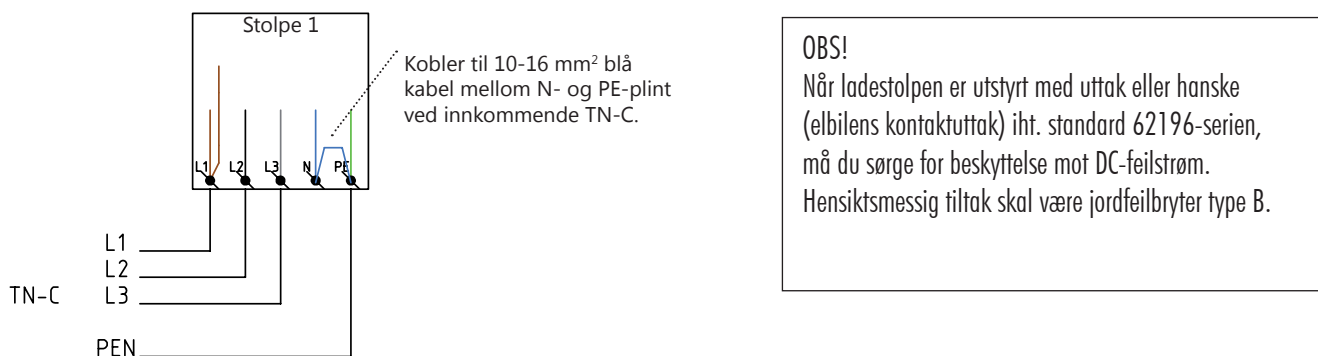 Stolpe 1
Kobler til 10-16 mm² blå
kabel mellom N- og PE-plint
ved innkommende TN-C.
L1 L2 L3 N PE
L1
L2
TN-C L3
PEN
OBS!
Når ladestolpen er utstyrt med uttak eller hanske
(elbilens kontaktuttak) iht. standard 62196-serien,
må du sørge for beskyttelse mot DC-feilstrøm.
Hensiktsmessig tiltak skal være jordfeilbryter type B.